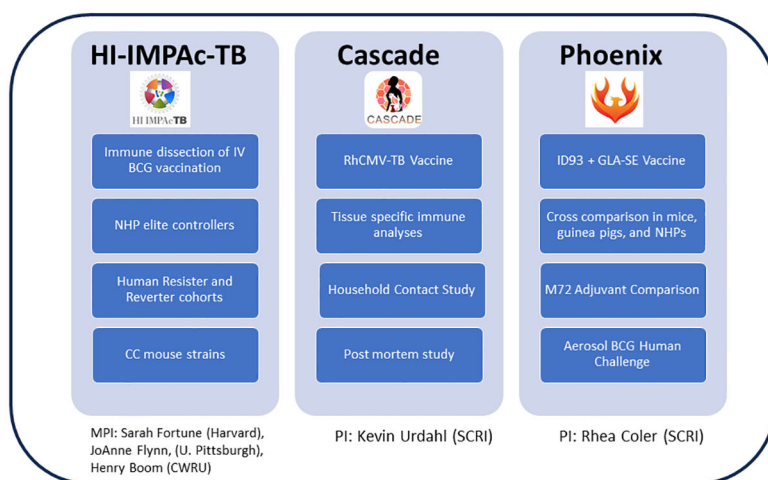 HI-IMPAc-TB
HI IMPAcTB
Immune dissection of IV
BCG vaccination
NHP elite controllers
Human Resister and
Reverter cohorts
CC mouse strains
MPI: Sarah Fortune (Harvard),
JoAnne Flynn, (U. Pittsburgh),
Henry Boom (CWRU)
Cascade
CASCADE
RhCMV-TB Vaccine
Tissue specific immune
analyses
Household Contact Study
Post mortem study
PI: Kevin Urdahl (SCRI)
Phoenix
ID93 + GLA-SE Vaccine
Cross comparison in mice,
guinea pigs, and NHPs
M72 Adjuvant Comparison
Aerosol BCG Human
Challenge
PI: Rhea Coler (SCRI)